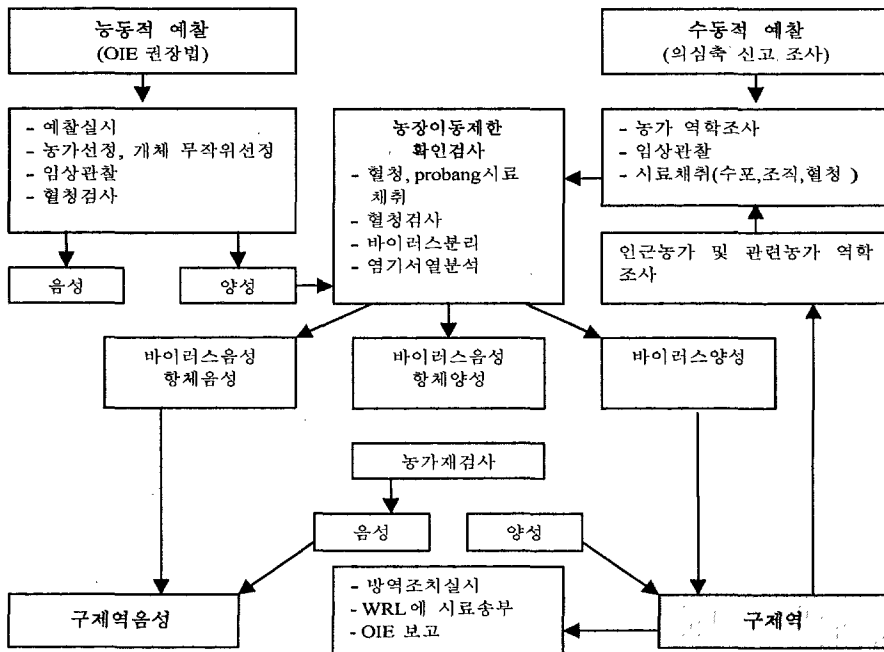 능동적 예찰
(OIE 권장법)
수동적 예찰
(의심축 신고 조사)
- 예찰실시
- 농가선정, 개체 무작위선정
- 임상관찰
- 혈청검사
농장이동제한
확인검사
- 혈청, probang시료
채취
- 혈청검사
- 바이러스분리
- 염기서열분석
- 농가 역학조사
- 임상관찰
- 시료채취(수포,조직,혈청 )
인근농가 및 관련농가 역학
조사
음성
양성
바이러스음성
항체음성
바이러스음성
항체양성
바이러스양성
농가재검사
음성
양성
구제역음성
- 방역조치실시
- WRL에 시료송부
- OIE 보고
구제역